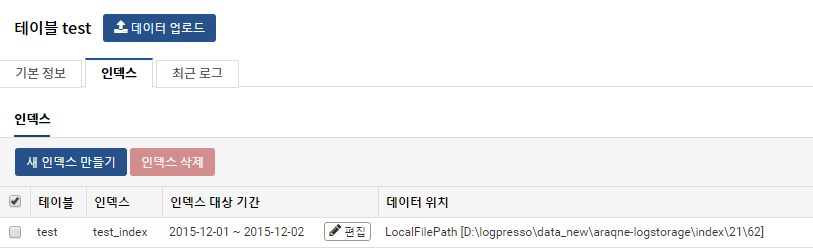 테이블 test 데이터 업로드
기본 정보 인덱스 최근 로그
인덱스
새 인덱스 만들기 인덱스 삭제
테이블 인덱스 인덱스 대상 기간 데이터 위치
test test_index 2015-12-01 ~ 2015-12-02 편집 LocalFilePath [D:\logpresso\data_new\araqne-logstorage\index\21\62]